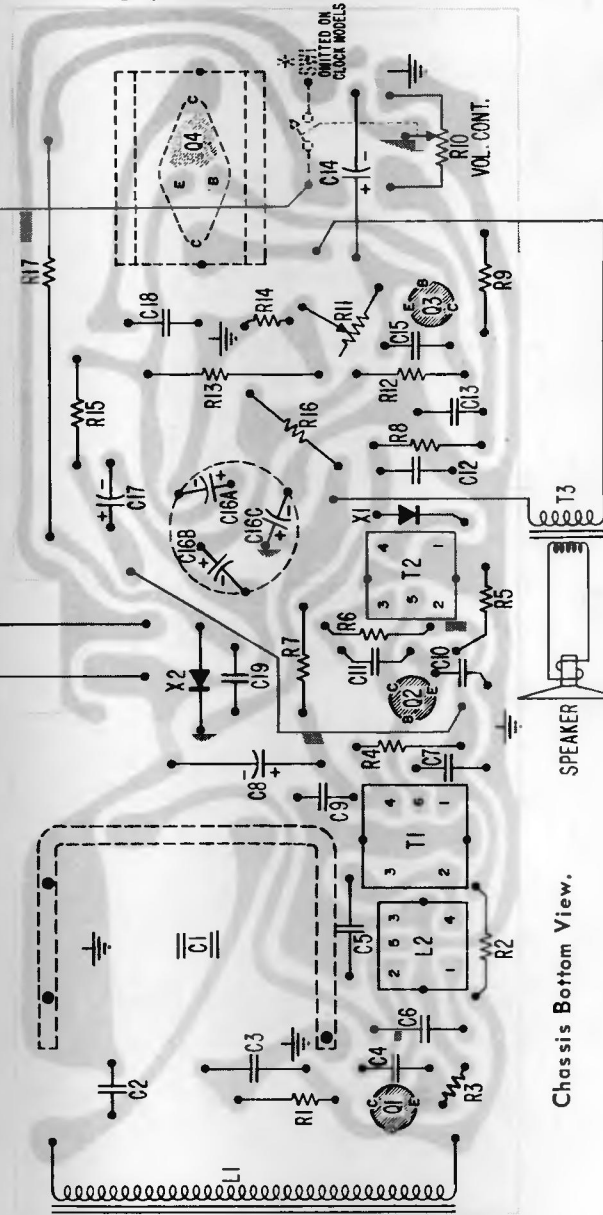 R17
C2
C17
R15
C18
Q4
C
E
B
C
L1
C1
X2
C16B
C16A
C16C
R13
R14
OMITTED ON
CLOCK MODELS
C3
C8
C19
R16
R11
R1
C9
R7
C14
C4
C6
C5
R4
C11
R6
X1
R12
C15
Q3
E
B
C
R10
VOL. CONT.
Q1
C
E
L2
2
5
3
1
4
T1
3
4
6
2
1
C7
Q2
B
C
E
C10
T2
3
4
5
2
1
C12
R8
C13
R9
R3
R2
R5
T3
SPEAKER
Chassis Bottom View.